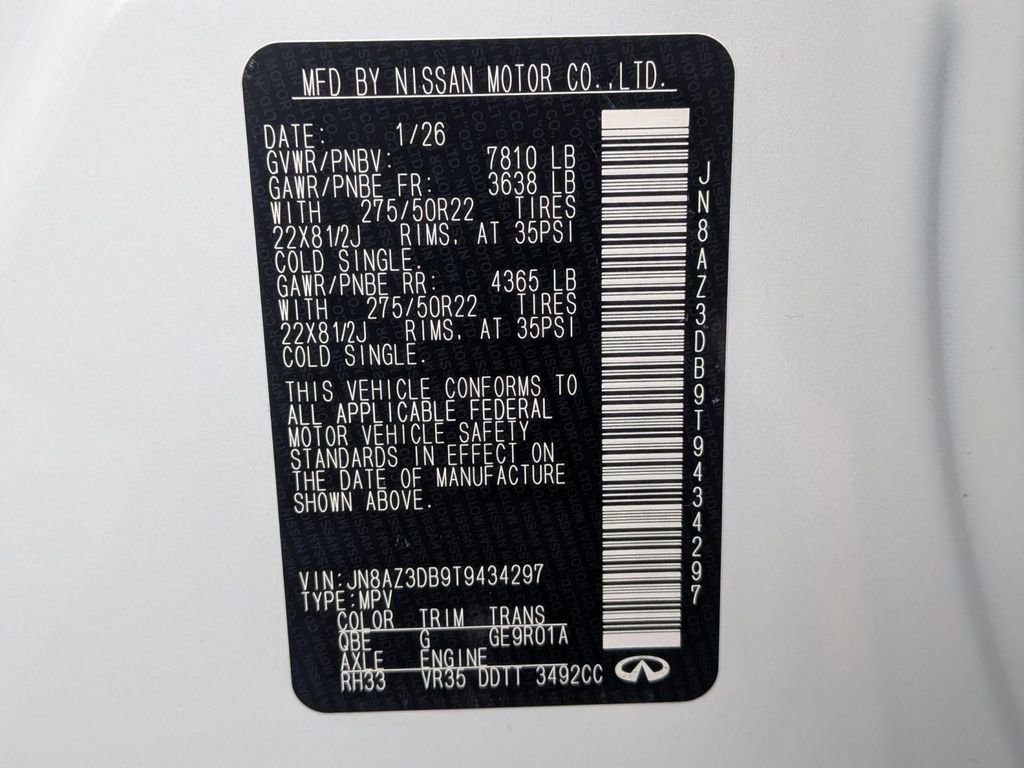 MFD BY NISSAN MOTOR CO.,LTD.
DATE: 1/26
GVWR/PNBV: 7810 LB
GAWR/PNBE FR: 3638 LB
WITH 275/50R22 TIRES
22X81/2J RIMS, AT 35PSI
COLD SINGLE.
GAWR/PNBE RR: 4365 LB
WITH 275/50R22 TIRES
22X81/2J RIMS, AT 35PSI
COLD SINGLE.
THIS VEHICLE CONFORMS TO
ALL APPLICABLE FEDERAL
MOTOR VEHICLE SAFETY
STANDARDS IN EFFECT ON
THE DATE OF MANUFACTURE
SHOWN ABOVE.
VIN:JN8AZ3DB9T9434297
TYPE:MPV
COLOR TRIM TRANS
QBE G GE9R01A
AXLE ENGINE
RH33 VR35 DDTT 3492CC
JN8AZ3DB9T9434297